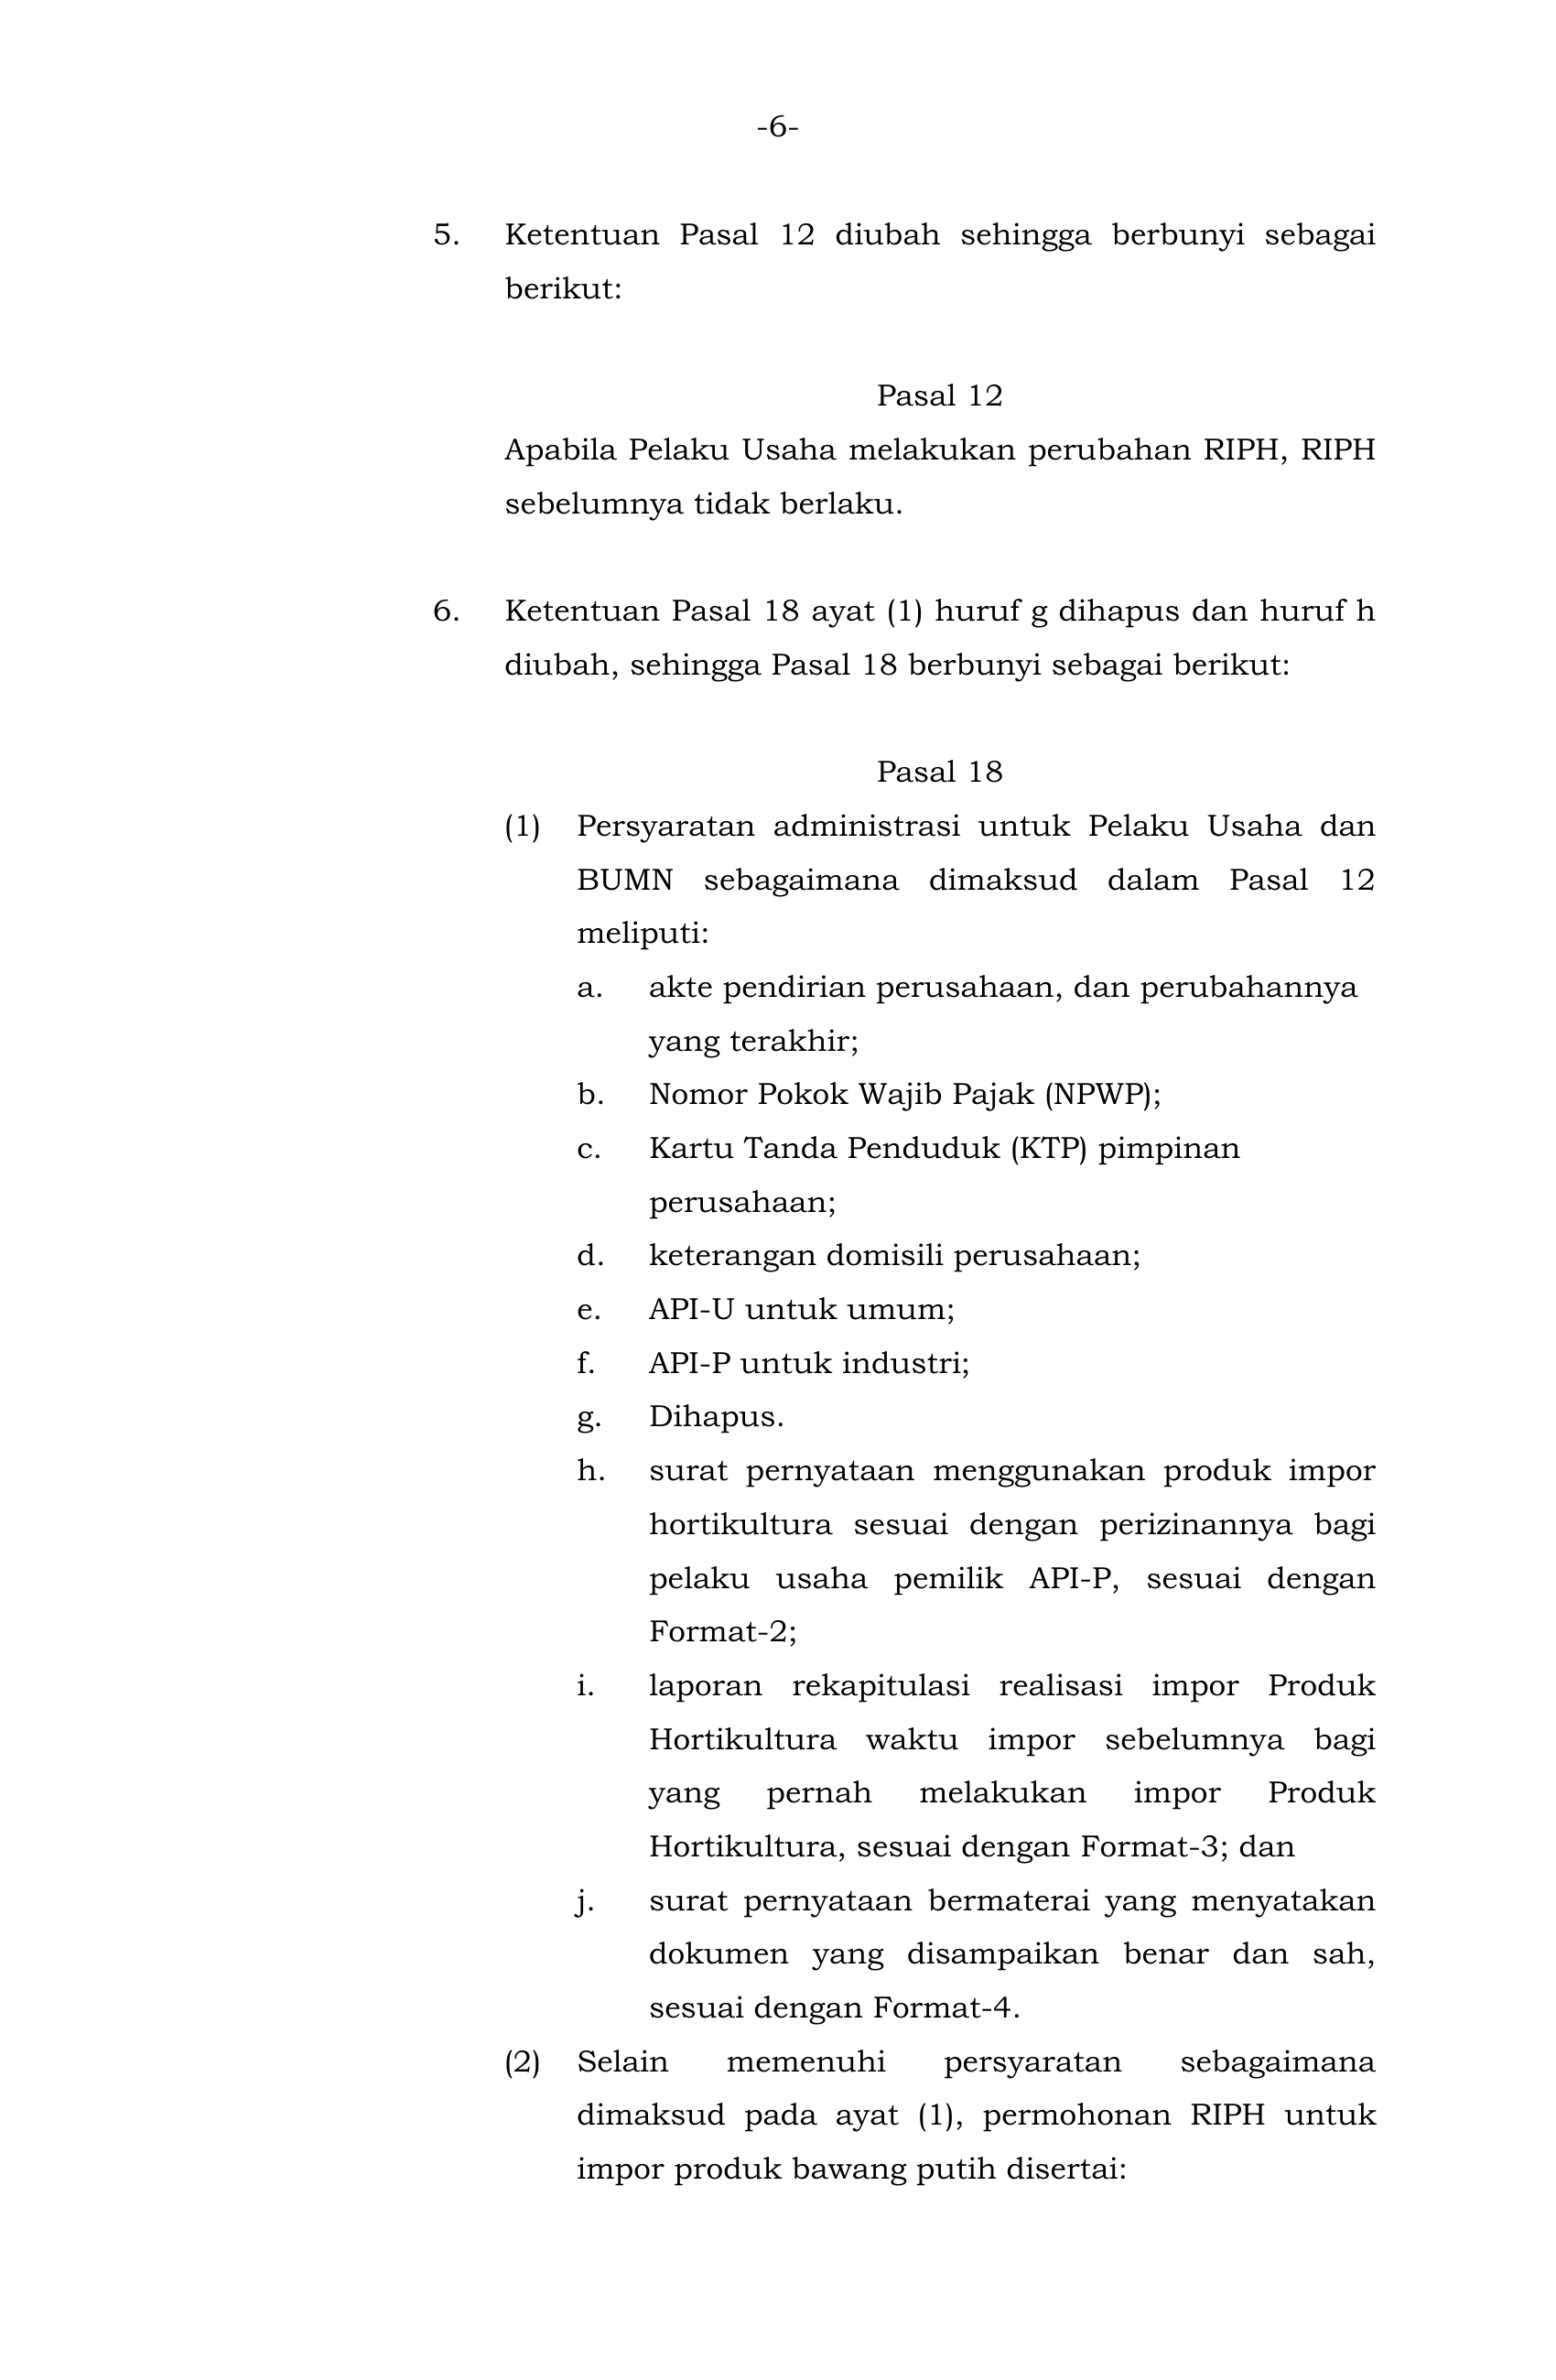 -6-
5. Ketentuan Pasal 12 diubah sehingga berbunyi sebagai
berikut:
Pasal 12
Apabila Pelaku Usaha melakukan perubahan RIPH, RIPH
sebelumnya tidak berlaku.
6. Ketentuan Pasal 18 ayat (1) huruf g dihapus dan huruf h
diubah, sehingga Pasal 18 berbunyi sebagai berikut:
Pasal 18
(1) Persyaratan administrasi untuk Pelaku Usaha dan
BUMN sebagaimana dimaksud dalam Pasal 12
meliputi:
a. akte pendirian perusahaan, dan perubahannya
yang terakhir;
b. Nomor Pokok Wajib Pajak (NPWP);
c. Kartu Tanda Penduduk (KTP) pimpinan
perusahaan;
d. keterangan domisili perusahaan;
e. API-U untuk umum;
f. API-P untuk industri;
g. Dihapus.
h. surat pernyataan menggunakan produk impor
hortikultura sesuai dengan perizinannya bagi
pelaku usaha pemilik API-P, sesuai dengan
Format-2;
i. laporan rekapitulasi realisasi impor Produk
Hortikultura waktu impor sebelumnya bagi
yang pernah melakukan impor Produk
Hortikultura, sesuai dengan Format-3; dan
j. surat pernyataan bermaterai yang menyatakan
dokumen yang disampaikan benar dan sah,
sesuai dengan Format-4.
(2) Selain memenuhi persyaratan sebagaimana
dimaksud pada ayat (1), permohonan RIPH untuk
impor produk bawang putih disertai: